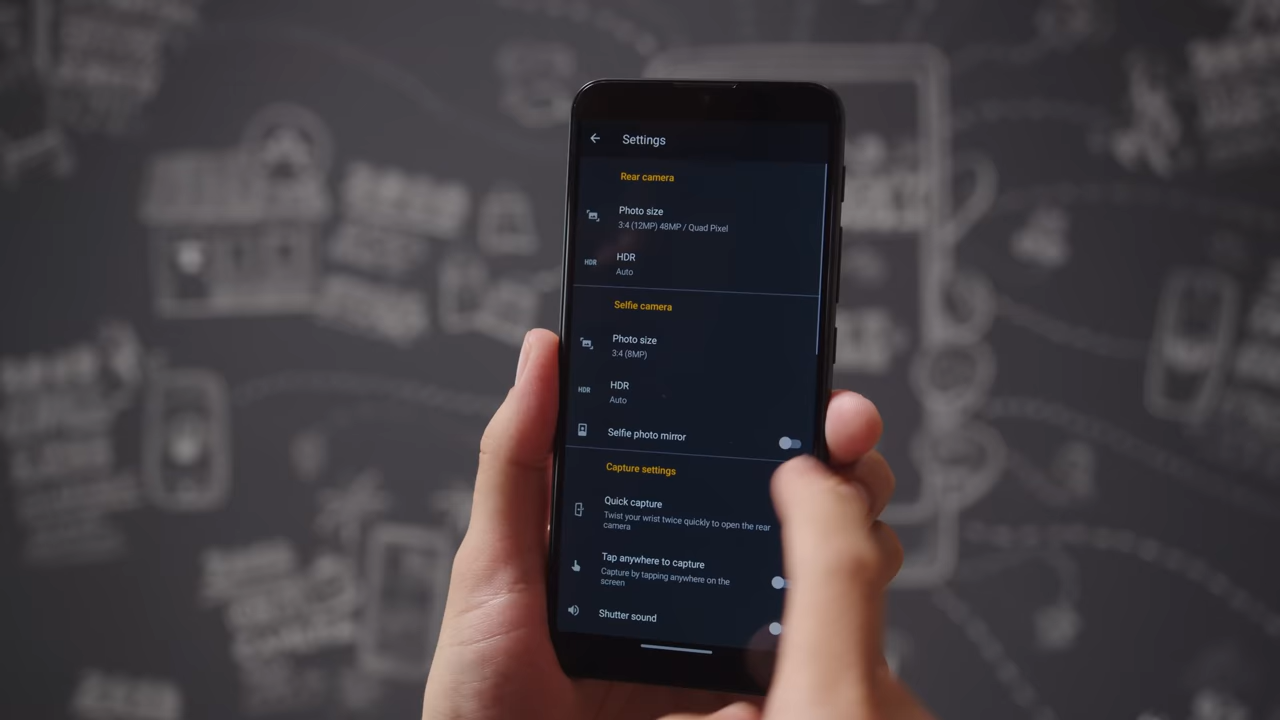 Settings
Rear camera
Photo size
3:4 (12MP) 48MP / Quad Pixel
HDR
HDR
Auto
Selfie camera
Photo size
3:4 (8MP)
HDR
HDR
Auto
Selfie photo mirror
Capture settings
Quick capture
Twist your wrist twice quickly to open the rear
camera
Tap anywhere to capture
Capture by tapping anywhere on the
screen
Shutter sound